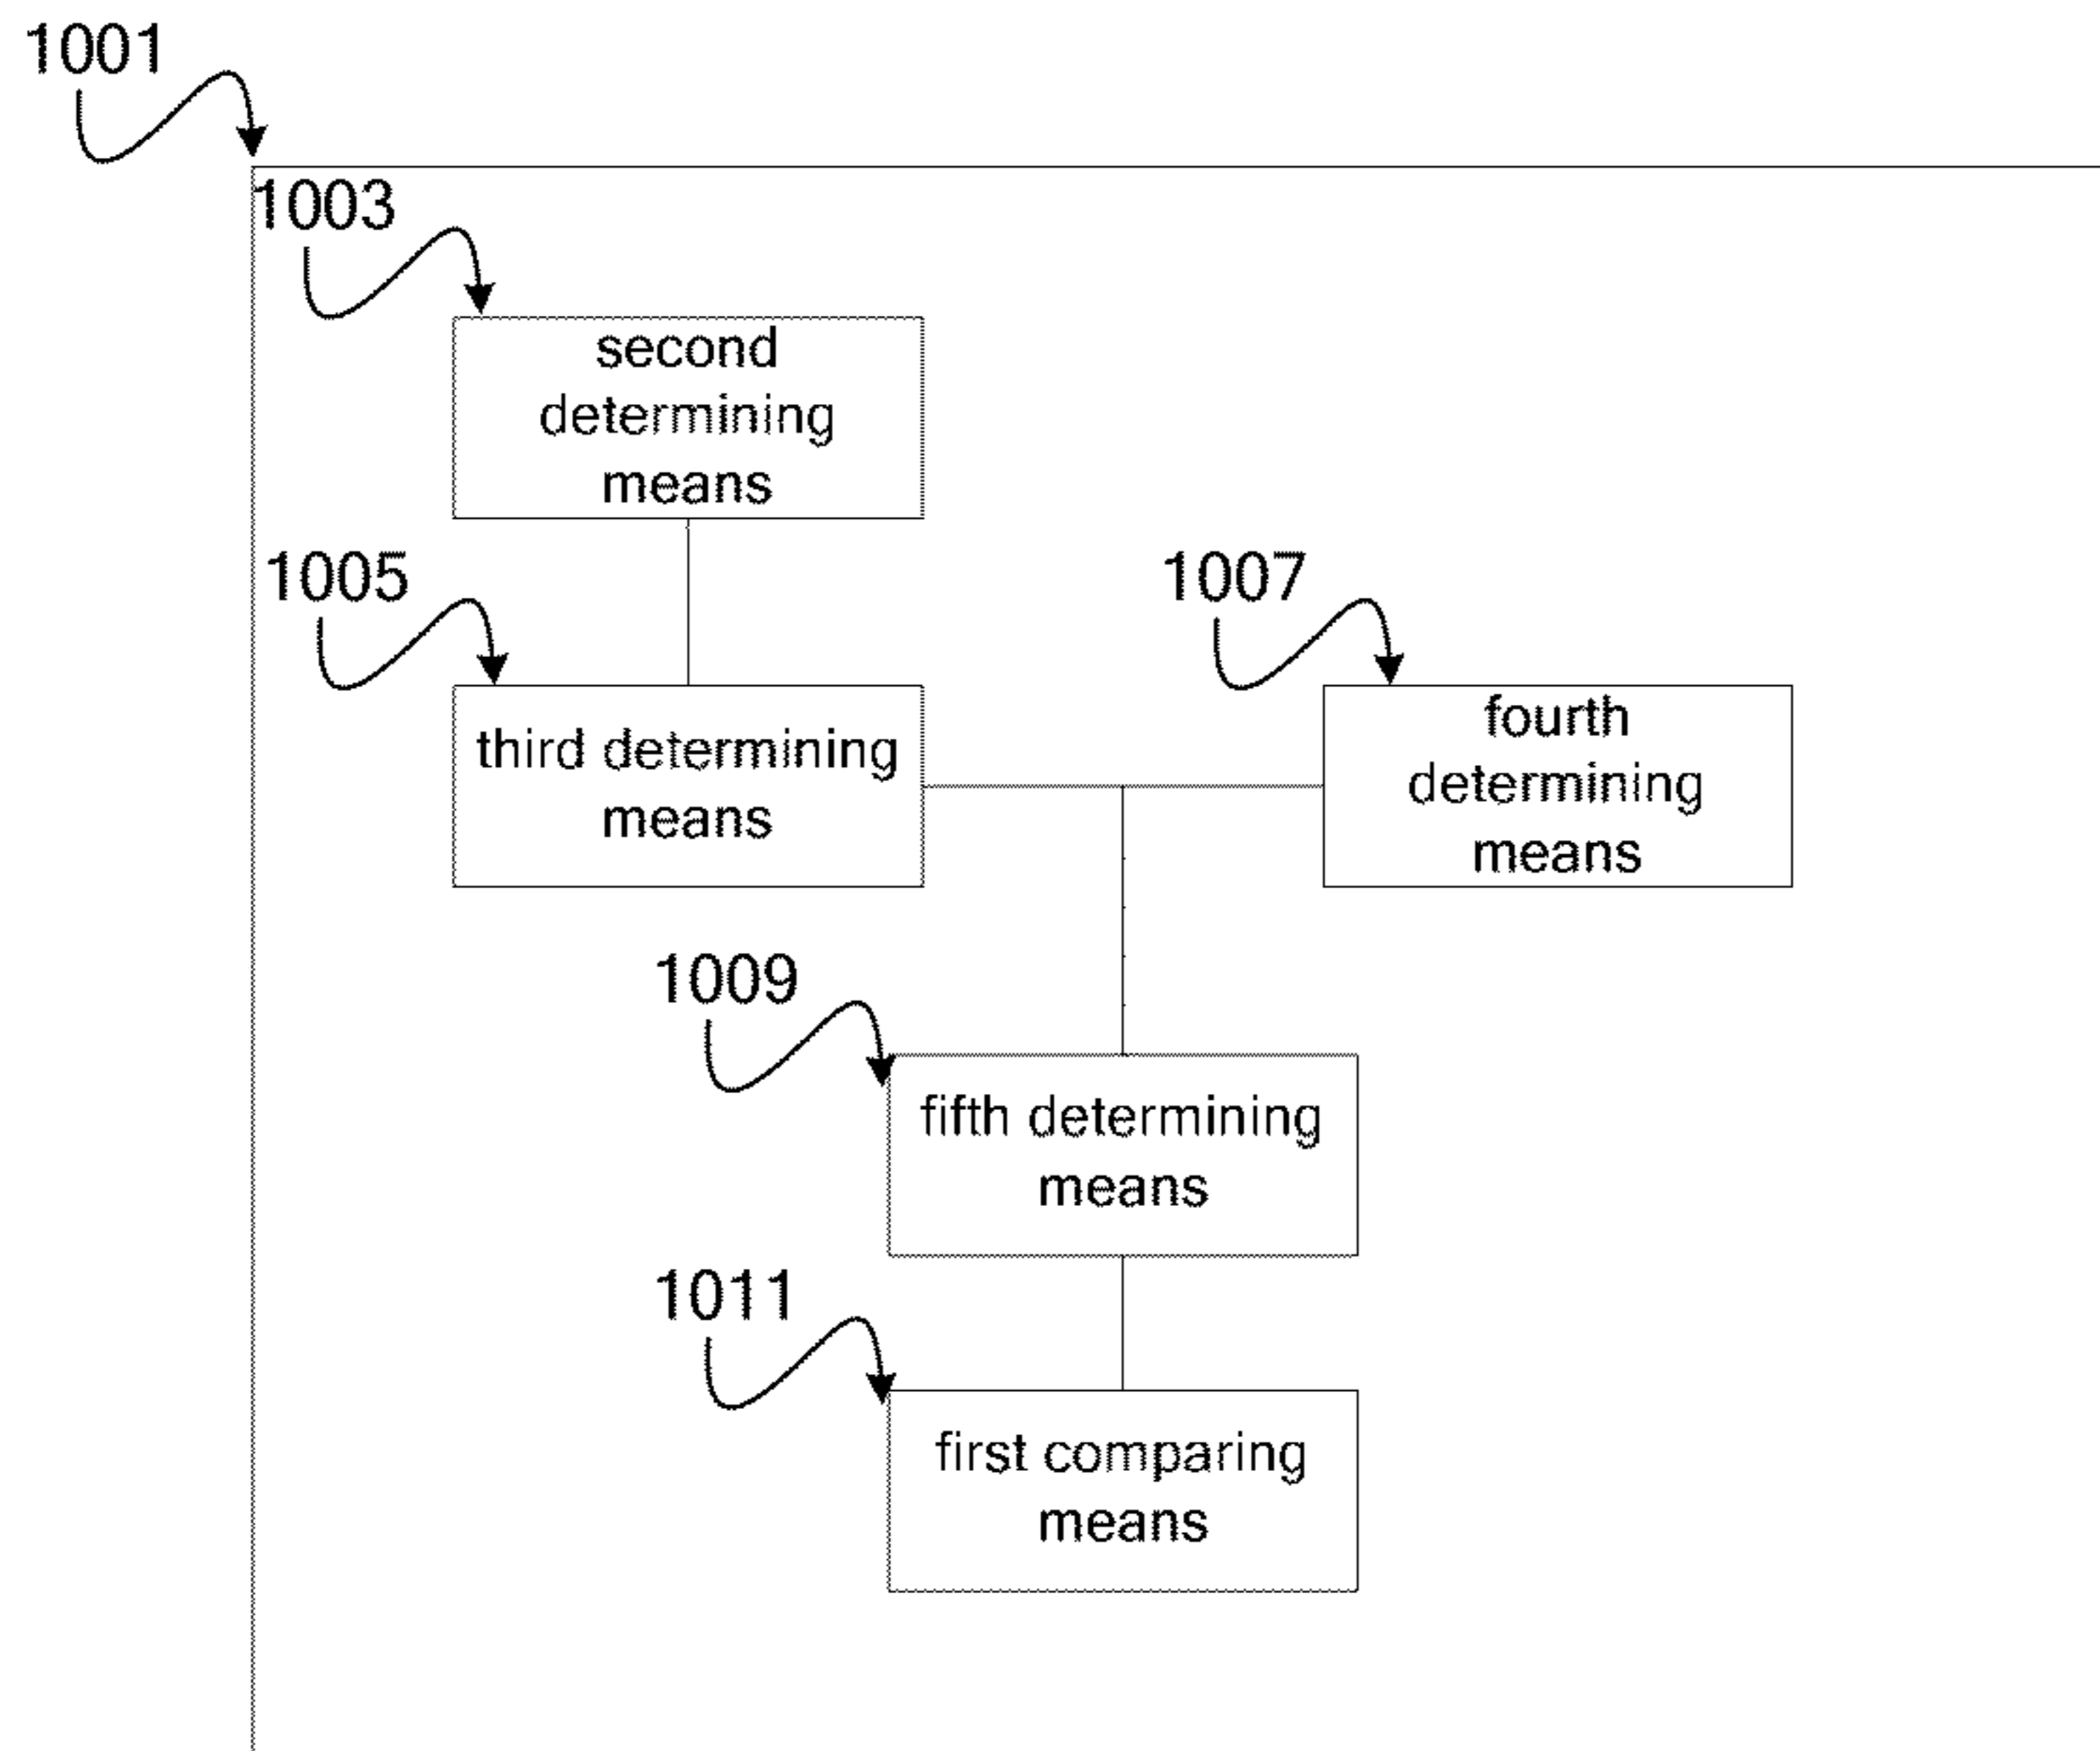 1001
1003
second
determining
means
1005
1007
third determining
means
fourth
determining
means
1009
fifth determining
means
1011
first comparing
means